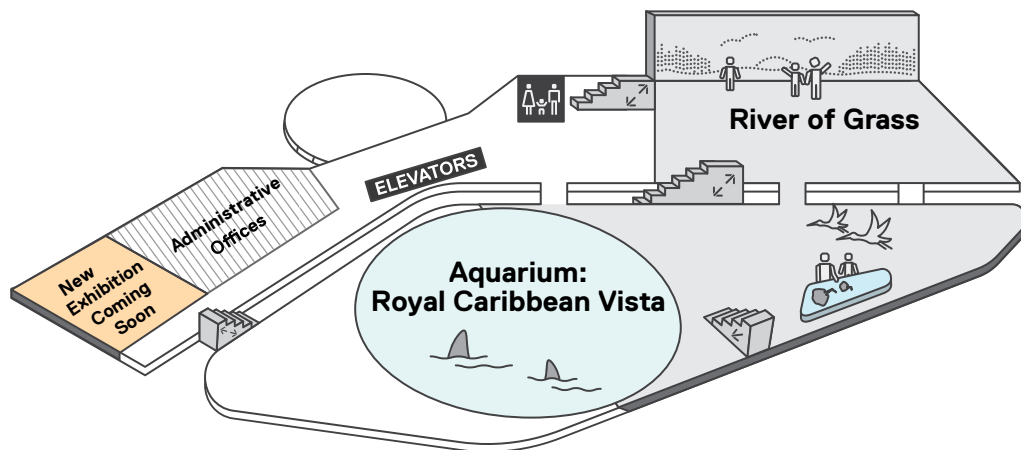 River of Grass
ELEVATORS
Administrative
Offices
New
Exhibition
Coming
Soon
Aquarium:
Royal Caribbean Vista